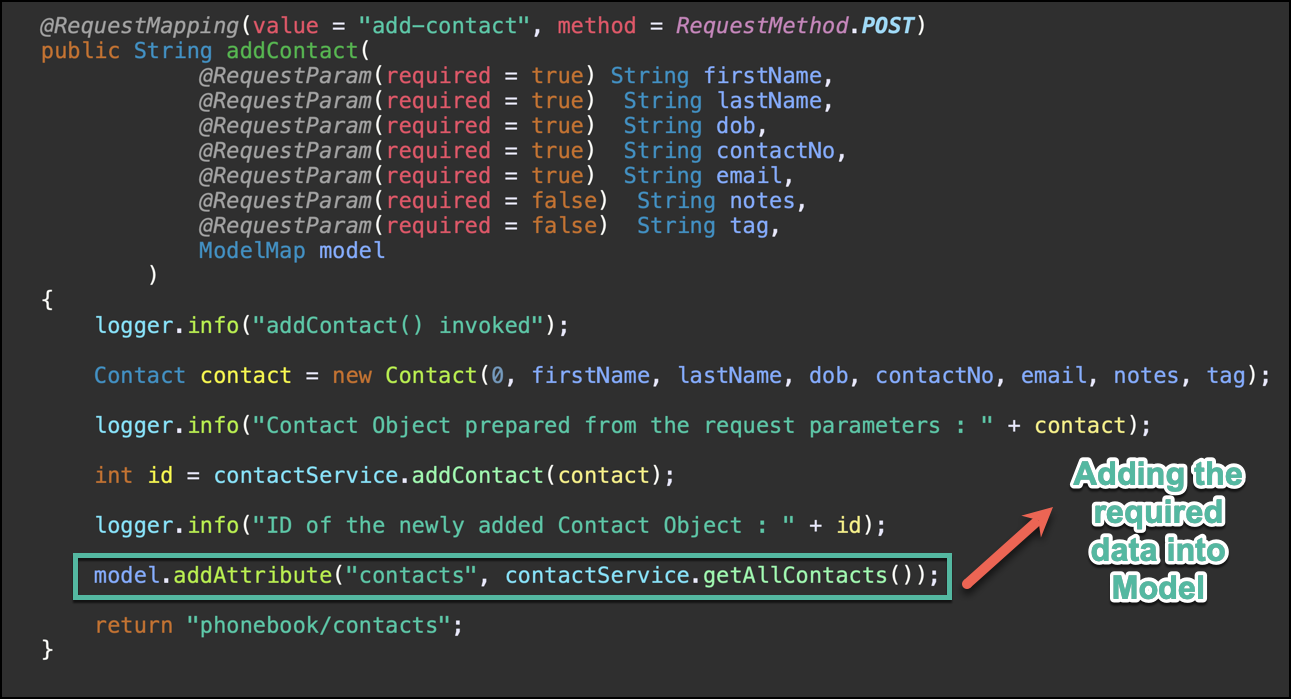 @RequestMapping(value = "add-contact", method = RequestMethod.POST)
public String addContact(
@RequestParam(required = true) String firstName,
@RequestParam(required = true)  String lastName,
@RequestParam(required = true)  String dob,
@RequestParam(required = true)  String contactNo,
@RequestParam(required = true)  String email,
@RequestParam(required = false)  String notes,
@RequestParam(required = false)  String tag,
ModelMap model
)
{
logger.info("addContact() invoked");
Contact contact = new Contact(0, firstName, lastName, dob, contactNo, email, notes, tag);
logger.info("Contact Object prepared from the request parameters : " + contact);
int id = contactService.addContact(contact);
logger.info("ID of the newly added Contact Object : " + id);
model.addAttribute("contacts", contactService.getAllContacts());
return "phonebook/contacts";
}
Adding the
required
data into
Model